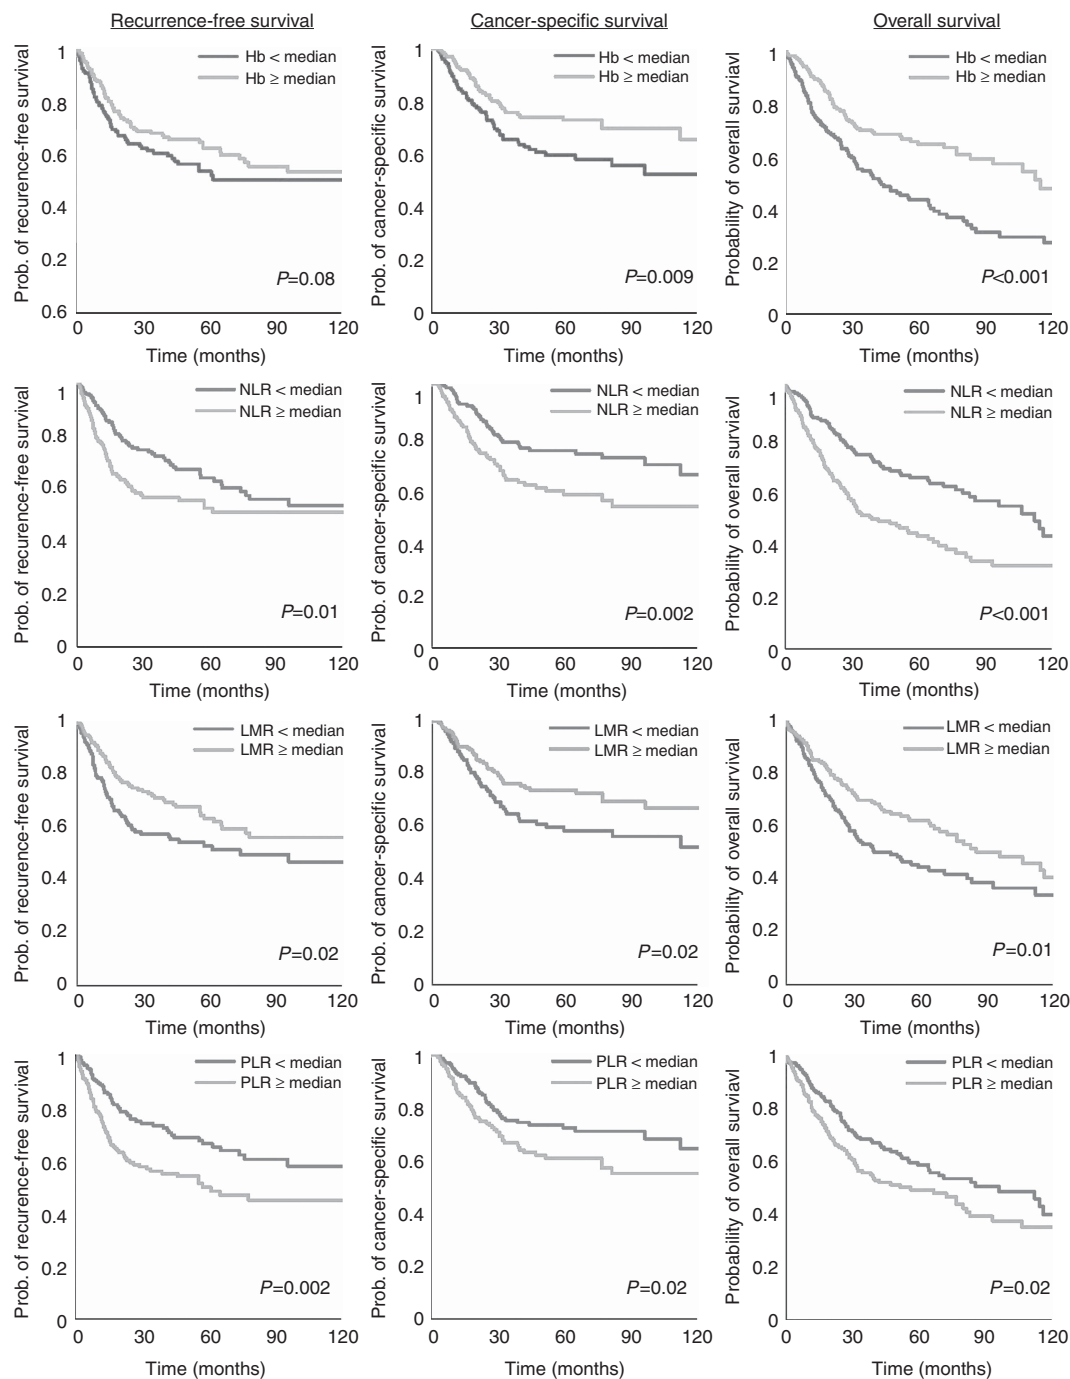 Recurrence-free survival
Cancer-specific survival
Overall survival
Prob. of recurence-free survival
1
0.8
0.6
0.4
0.2
0.6
Hb < median
Hb ≥ median
P=0.08
0 30 60 90 120
Time (months)
Prob. of cancer-specific survival
1
0.8
0.6
0.4
0.2
0
Hb < median
Hb ≥ median
P=0.009
0 30 60 90 120
Time (months)
Probability of overall surviavl
1
0.8
0.6
0.4
0.2
0
Hb < median
Hb ≥ median
P<0.001
0 30 60 90 120
Time (months)
Prob. of recurence-free survival
1
0.8
0.6
0.4
0.2
0
NLR < median
NLR ≥ median
P=0.01
0 30 60 90 120
Time (months)
Prob. of cancer-specific survival
1
0.8
0.6
0.4
0.2
0
NLR < median
NLR ≥ median
P=0.002
0 30 60 90 120
Time (months)
Probability of overall surviavl
1
0.8
0.6
0.4
0.2
0
NLR < median
NLR ≥ median
P<0.001
0 30 60 90 120
Time (months)
Prob. of recurence-free survival
1
0.8
0.6
0.4
0.2
0
LMR < median
LMR ≥ median
P=0.02
0 30 60 90 120
Time (months)
Prob. of cancer-specific survival
1
0.8
0.6
0.4
0.2
0
LMR < median
LMR ≥ median
P=0.02
0 30 60 90 120
Time (months)
Probability of overall surviavl
1
0.8
0.6
0.4
0.2
0
LMR < median
LMR ≥ median
P=0.01
0 30 60 90 120
Time (months)
Prob. of recurence-free survival
1
0.8
0.6
0.4
0.2
0
PLR < median
PLR ≥ median
P=0.002
0 30 60 90 120
Time (months)
Prob. of cancer-specific survival
1
0.8
0.6
0.4
0.2
0
PLR < median
PLR ≥ median
P=0.02
0 30 60 90 120
Time (months)
Probability of overall surviavl
1
0.8
0.6
0.4
0.2
0
PLR < median
PLR ≥ median
P=0.02
0 30 60 90 120
Time (months)